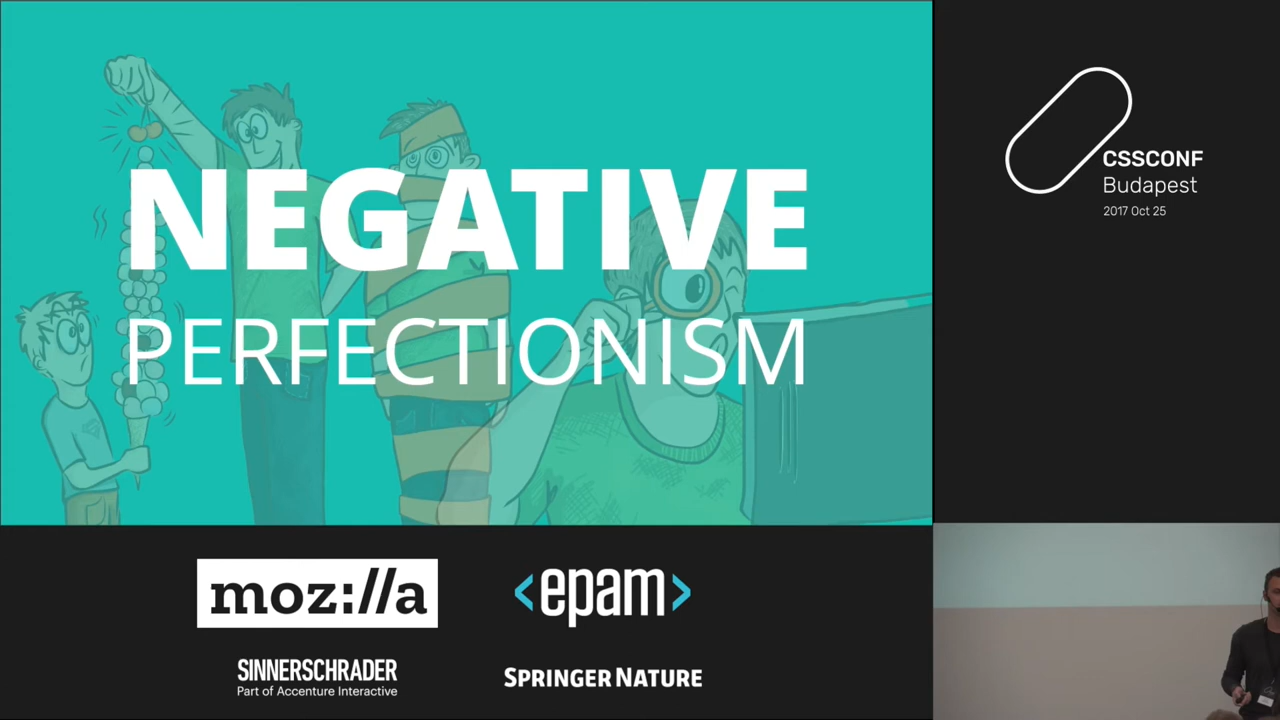 NEGATIVE
PERFECTIONISM
CSSCONF
Budapest
2017 Oct 25
moz://a
<epam>
SINNERSCHRADER
Part of Accenture Interactive
SPRINGER NATURE